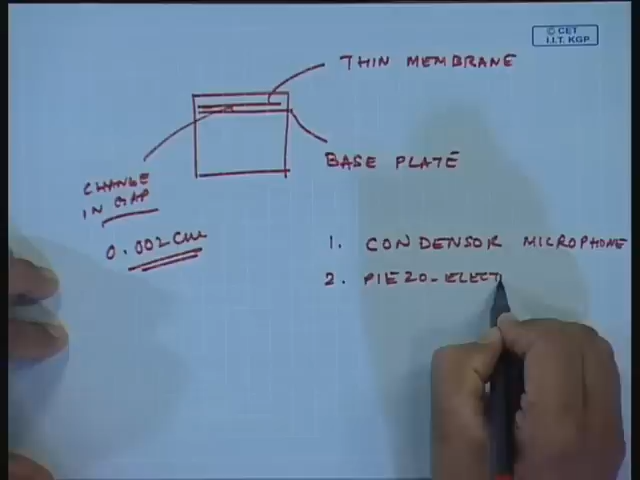 © CET
I.I.T. KGP
THIN MEMBRANE
BASE PLATE
CHANGE
IN GAP
0.002 cm
1. CONDENSOR MICROPHONE
2. PIEZO-ELECT